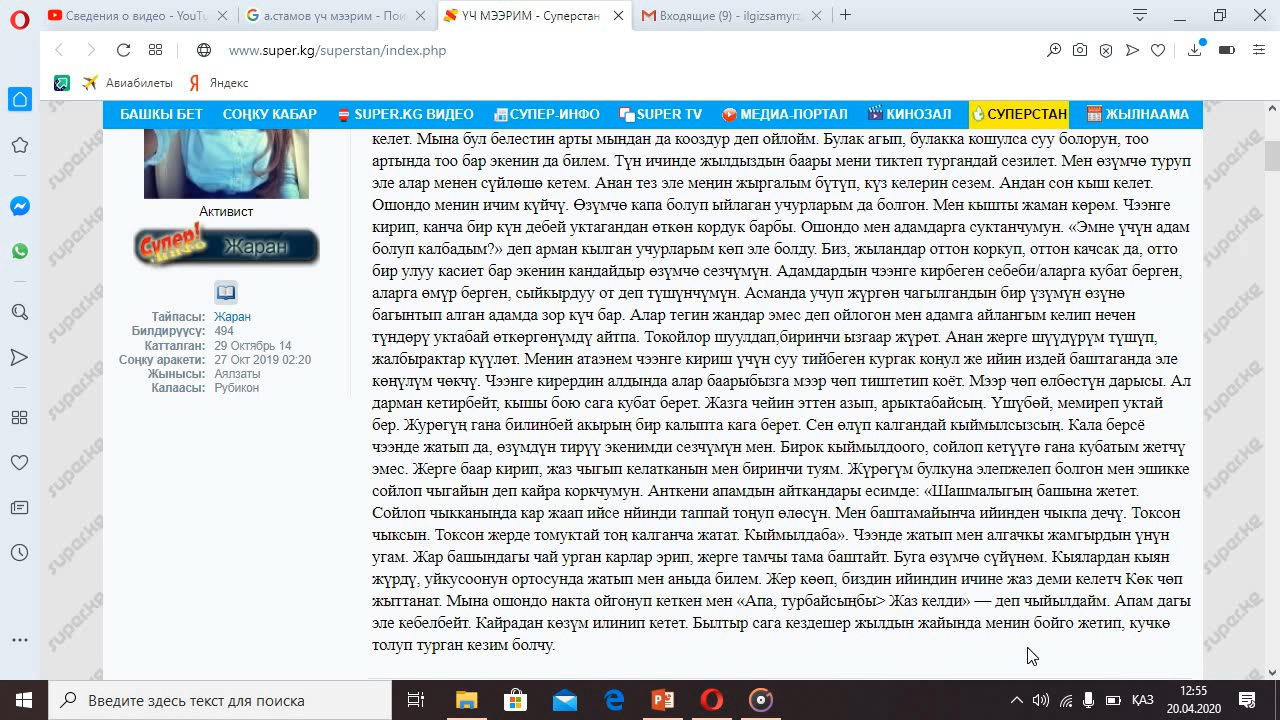 Сведения о видео - YouTu
а.стамов үч мээрим - Пои
ҮЧ МЭЭРИМ - Суперстан
Входящие (9) - ilgizsamyrz
www.super.kg/superstan/index.php
Авиабилеты
Яндекс
БАШКЫ БЕТ СОҢКУ КАБАР SUPER.KG ВИДЕО СУПЕР-ИНФО SUPER TV МЕДИА-ПОРТАЛ КИНОЗАЛ СУПЕРСТАН ЖЫЛНААМА
Активист
Супер!
Жаран
Тайпасы: Жаран
Билдирүүсү: 494
Катталган: 29 Октябрь 14
Соңку аракети: 27 Окт 2019 02:20
Жынысы: Аялзаты
Калаасы: Рубикон
келет. Мына бул белестин арты мындан да кооздур деп ойлойм. Булак агып, булакка кошулса суу болорун, тоо
артында тоо бар экенин да билем. Түн ичинде жылдыздын баары мени тиктеп тургандай сезилет. Мен өзүмчө туруп
эле алар менен сүйлөшө кетем. Анан тез эле меңин жыргалым бүтүп, күз келерин сезем. Андан сон кыш келет.
Ошондо менин ичим күйчү. Өзүмчө капа болуп ыйлаган учурларым да болгон. Мен кышты жаман көрөм. Чээнге
кирип, канча бир күн дебей уктагандан өткөн кордук барбы. Ошондо мен адамдарга суктанчумун. «Эмне үчүн адам
болуп калбадым?» деп арман кылган учурларым көп эле болду. Биз, жыландар оттон коркуп, оттон качсак да, отто
бир улуу касиет бар экенин кандайдыр өзүмчө сезчүмүн. Адамдардын чээнге кирбеген себеби/аларга кубат берген,
аларга өмүр берген, сыйкырдуу от деп түшүнчүмүн. Асманда учуп жүргөн чагылгандын бир үзүмүн өзүнө
багынтып алган адамда зор күч бар. Алар тегин жандар эмес деп ойлогон мен адамга айлангым келип нечен
түндөрү уктабай өткөргөнүмдү айтпа. Токойлор шуулдап,биринчи ызгаар жүрөт. Анан жерге шүүдүрүм түшүп,
жалбырактар күүлөт. Менин атаэнем чээнге кириш үчүн суу тийбеген кургак конул же ийин издей баштаганда эле
көңүлүм чөкчү. Чээнге кирердин алдында алар баарыбызга мээр чөп тиштетип коёт. Мээр чөп өлбөстүн дарысы. Ал
дарман кетирбейт, кышы бою сага кубат берет. Жазга чейин эттен азып, арыктабайсың. Үшүбөй, мемиреп уктай
бер. Журөгүң гана билинбей акырың бир калыпта кага берет. Сен өлүп калгандай кыймылсызсың. Кала берсё
чээнде жатып да, өзүмдүн тирүү экенимди сезчүмүн мен. Бирок кыймылдоого, сойлоп кетүүгө гана кубатым жетчү
эмес. Жерге баар кирип, жаз чыгып келатканын мен биринчи туям. Жүрөгүм булкуна элепжелеп болгон мен эшикке
сойлоп чыгайын деп кайра коркчумун. Анткени апамдын айткандары есимде: «Шашмалыгың башына жетет.
Сойлоп чыкканыңда кар жаап ийсе нйинди таппай тоңуп өлөсүн. Мен баштамайынча ийинден чыкпа дечү. Токсон
чыксын. Токсон жерде томуктай тоң калганча жатат. Кыймылдаба». Чээнде жатып мен алгачкы жамгырдын үнүн
угам. Жар башындагы чай урган карлар эрип, жерге тамчы тама баштайт. Буга өзүмчө сүйүнөм. Кыялардан кыян
жүрдү, уйкусоонун ортосунда жатып мен аныда билем. Жер көөп, биздин ийиндин ичине жаз деми келетч Көк чөп
жыттанат. Мына ошондо накта ойгонуп кеткен мен «Апа, турбайсыңбы> Жаз келди» — деп чыйылдайм. Апам дагы
эле кебелбейт. Кайрадан көзүм илинип кетет. Былтыр сага кездешер жылдын жайында менин бойго жетип, кучкө
толуп турган кезим болчу.
Введите здесь текст для поиска
ҚАЗ
12:55
20.04.2020